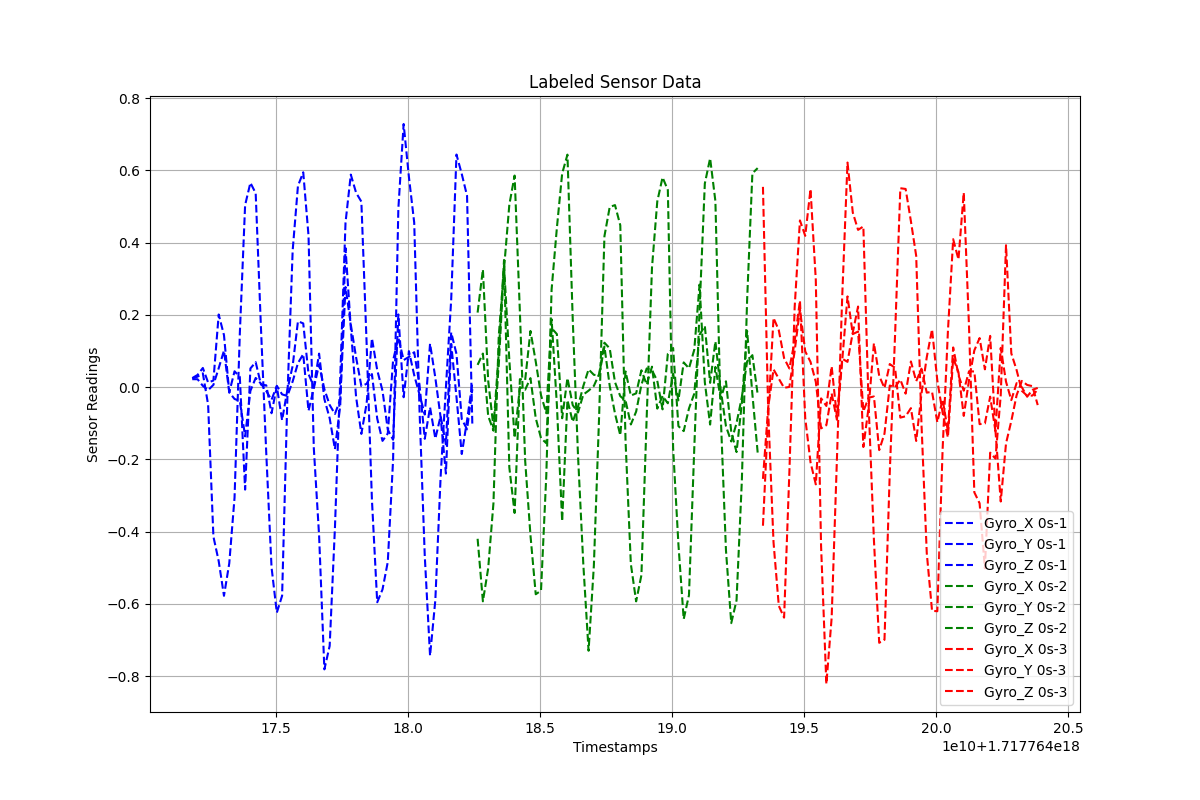 Labeled Sensor Data
Sensor Readings
0.8
0.6
0.4
0.2
0.0
−0.2
−0.4
−0.6
−0.8
17.5
18.0
18.5
19.0
19.5
20.0
20.5
Timestamps
1e10+1.717764e18
Gyro_X 0s-1
Gyro_Y 0s-1
Gyro_Z 0s-1
Gyro_X 0s-2
Gyro_Y 0s-2
Gyro_Z 0s-2
Gyro_X 0s-3
Gyro_Y 0s-3
Gyro_Z 0s-3